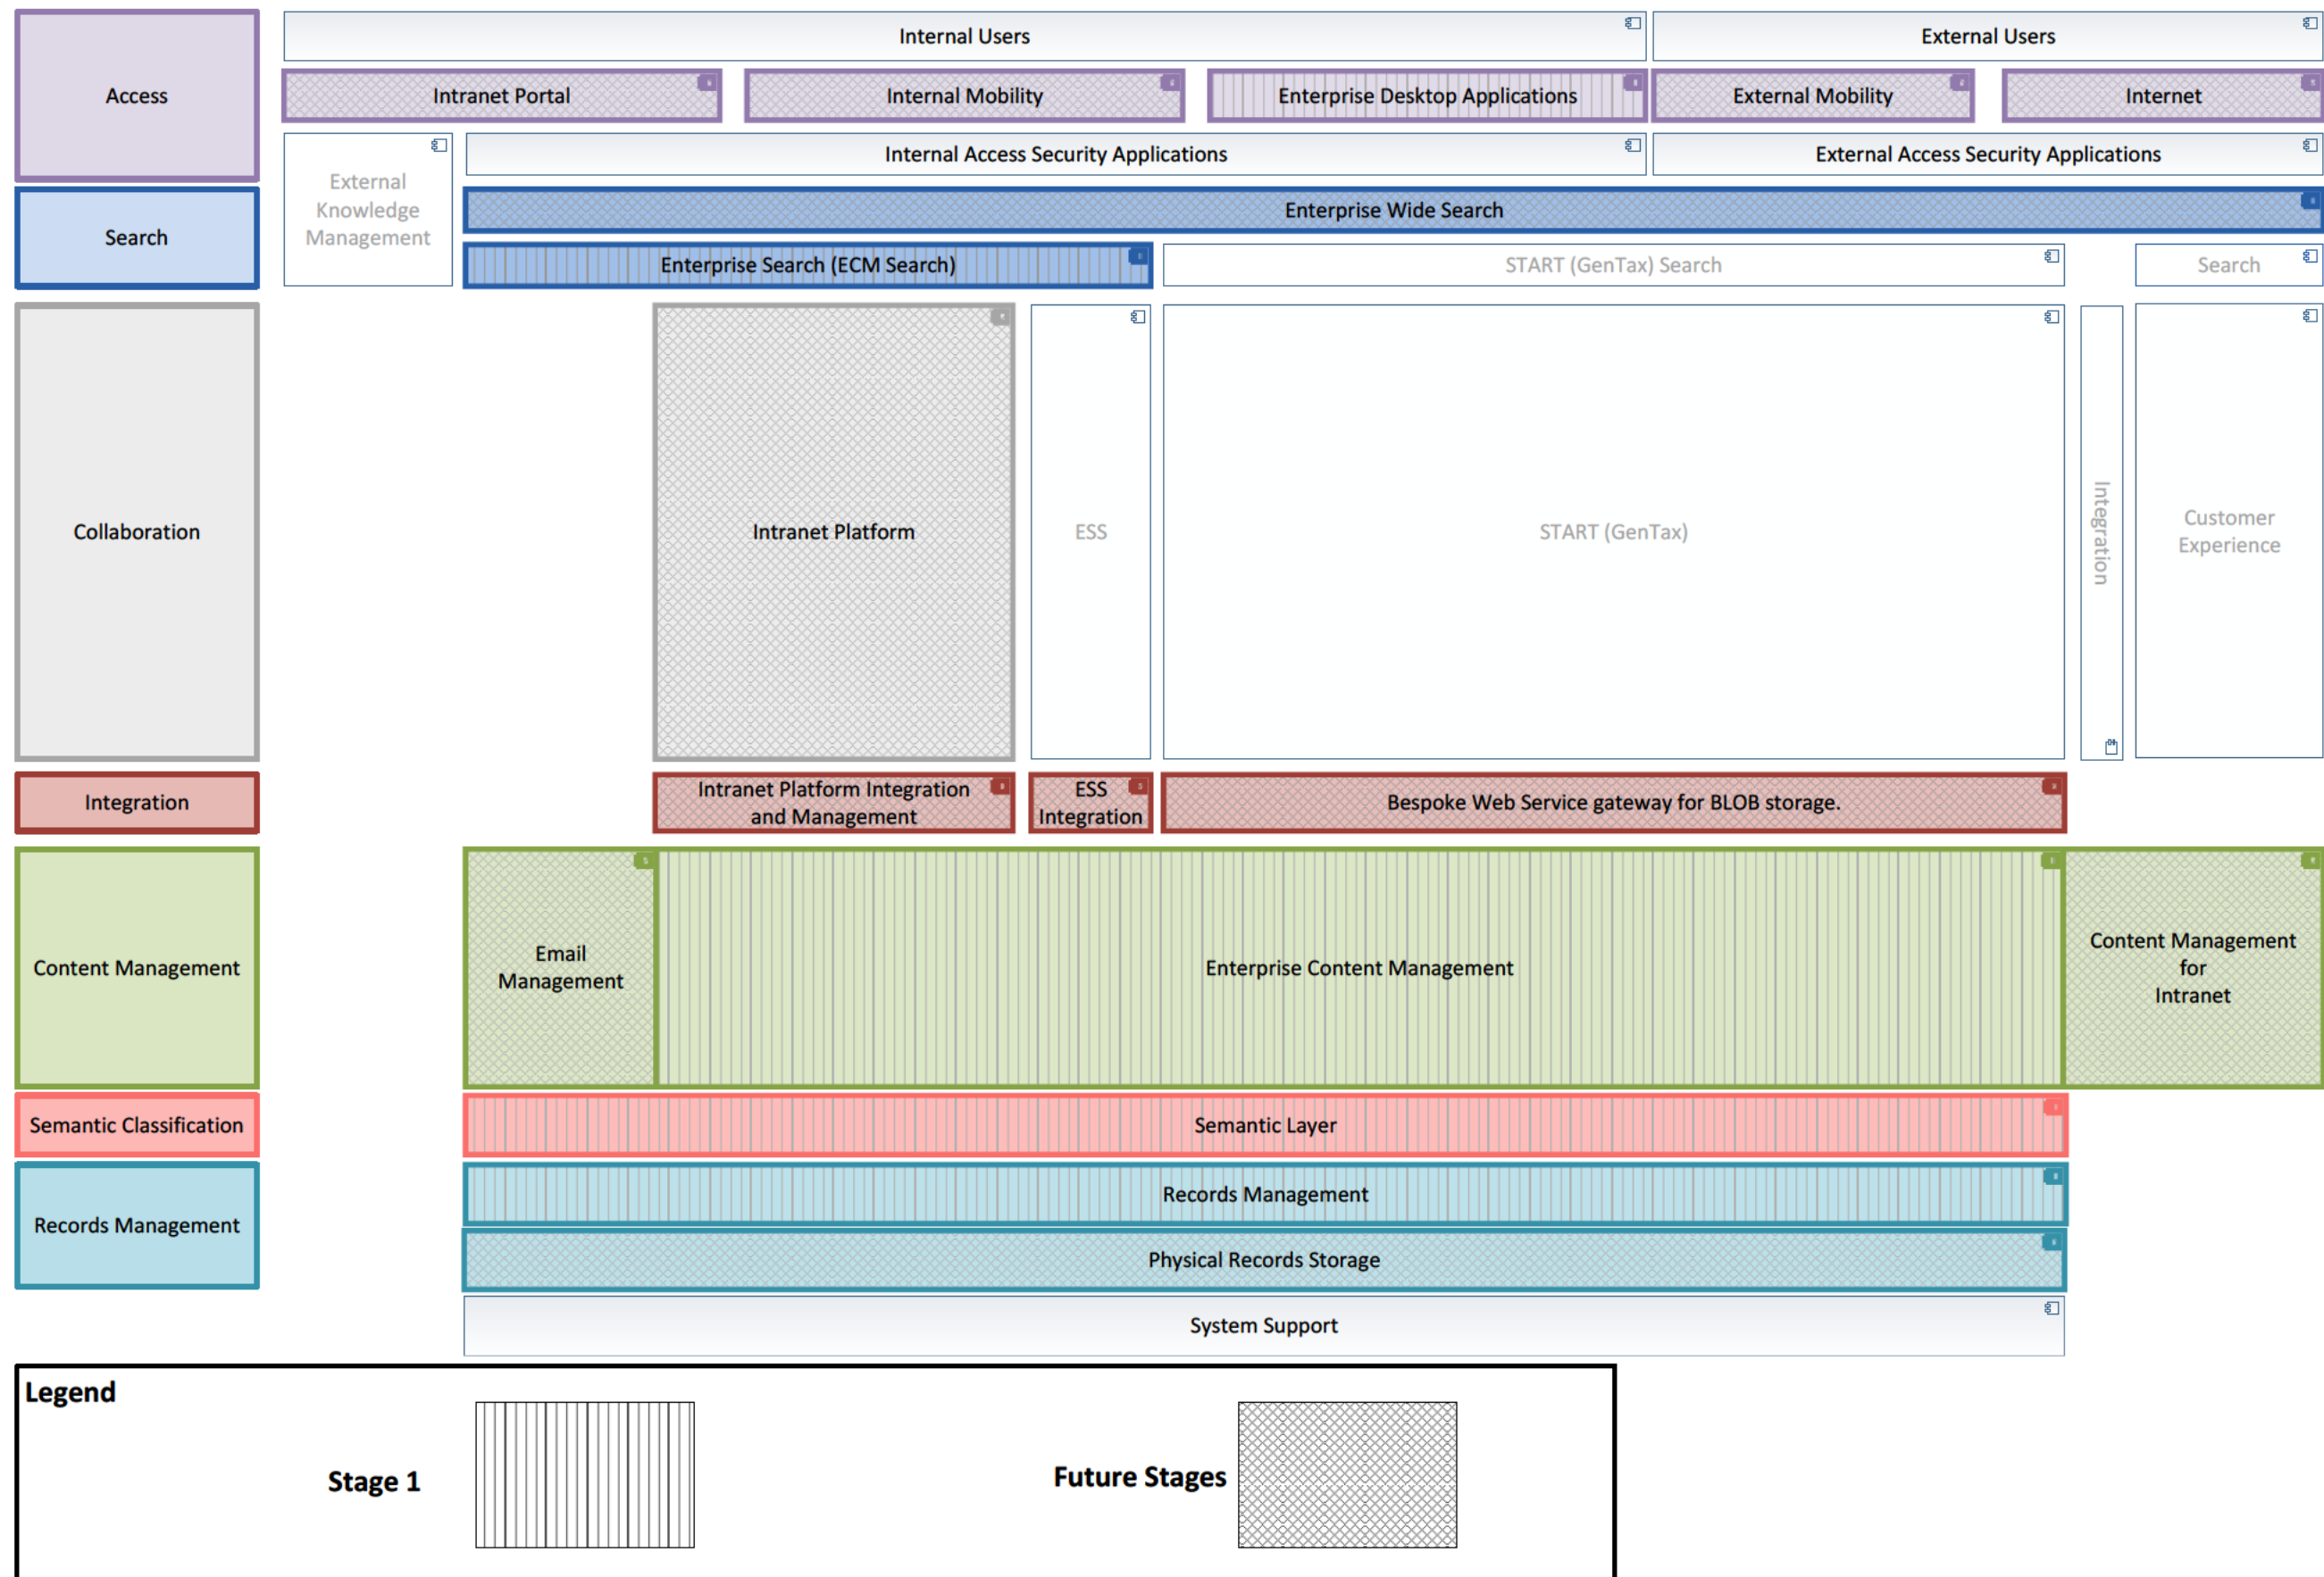 Access
Internal Users
External Users
Intranet Portal
Internal Mobility
Enterprise Desktop Applications
External Mobility
Internet
External
Knowledge
Management
Internal Access Security Applications
External Access Security Applications
Search
Enterprise Wide Search
Enterprise Search (ECM Search)
START (GenTax) Search
Search
Collaboration
Intranet Platform
ESS
START (GenTax)
Integration
Customer
Experience
Integration
Intranet Platform Integration
and Management
ESS
Integration
Bespoke Web Service gateway for BLOB storage.
Content Management
Email
Management
Enterprise Content Management
Content Management
for
Intranet
Semantic Classification
Semantic Layer
Records Management
Records Management
Physical Records Storage
System Support
Legend
Stage 1
Future Stages